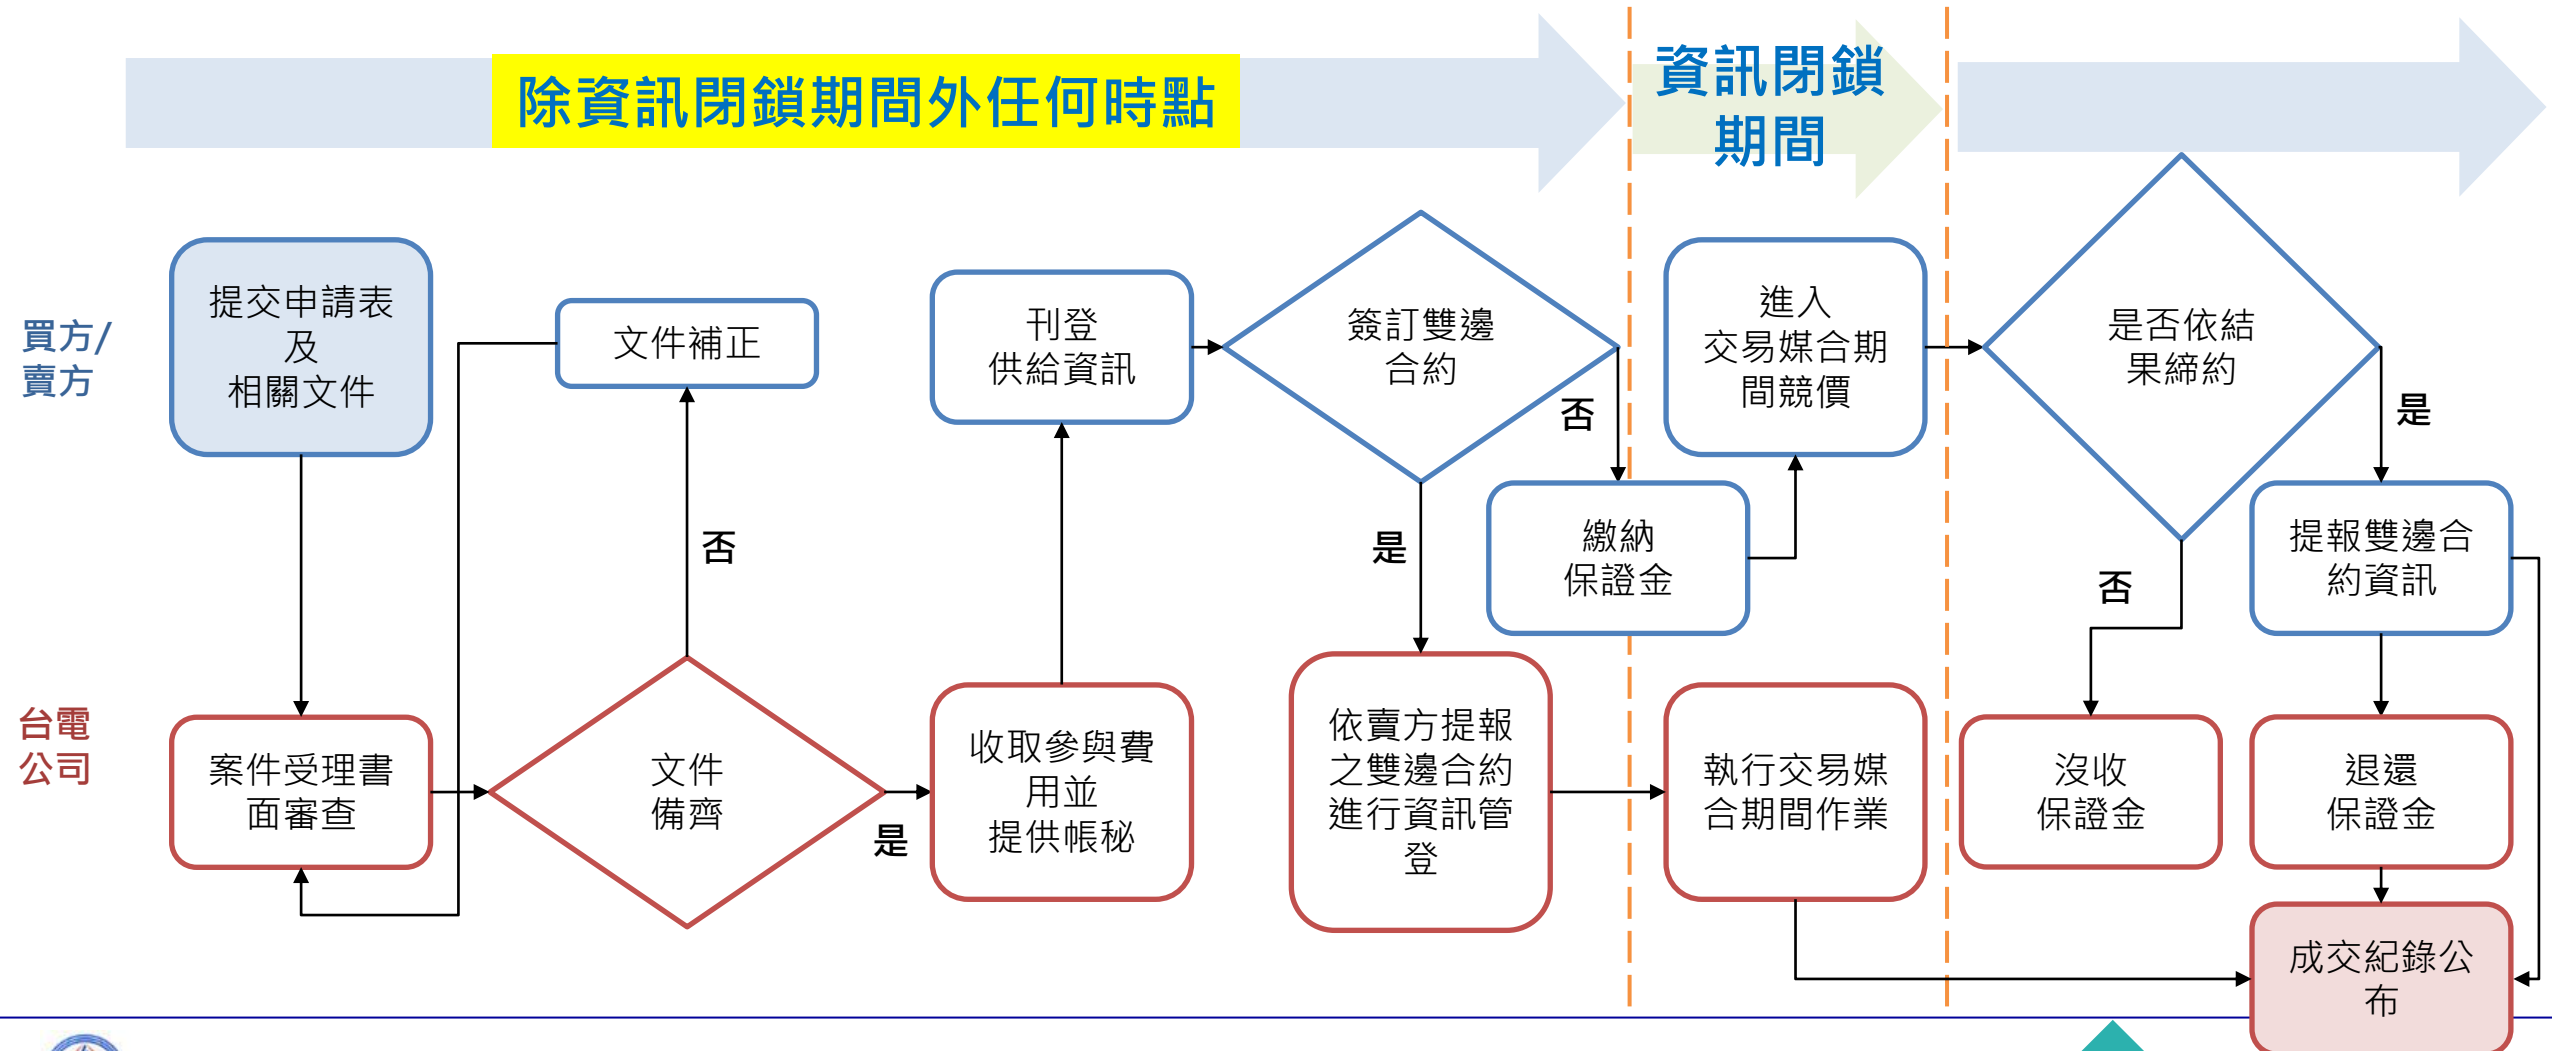 除資訊閉鎖期間外任何時點
資訊閉鎖
期間
買方/
賣方
提交申請表
及
相關文件
文件補正
刊登
供給資訊
簽訂雙邊
合約
否
是
繳納
保證金
進入
交易媒合期
間競價
是否依結
果締約
是
否
提報雙邊合
約資訊
台電
公司
案件受理書
面審查
文件
備齊
否
是
收取參與費
用並
提供帳秘
依賣方提報
之雙邊合約
進行資訊管
登
執行交易媒
合期間作業
沒收
保證金
退還
保證金
成交紀錄公
布